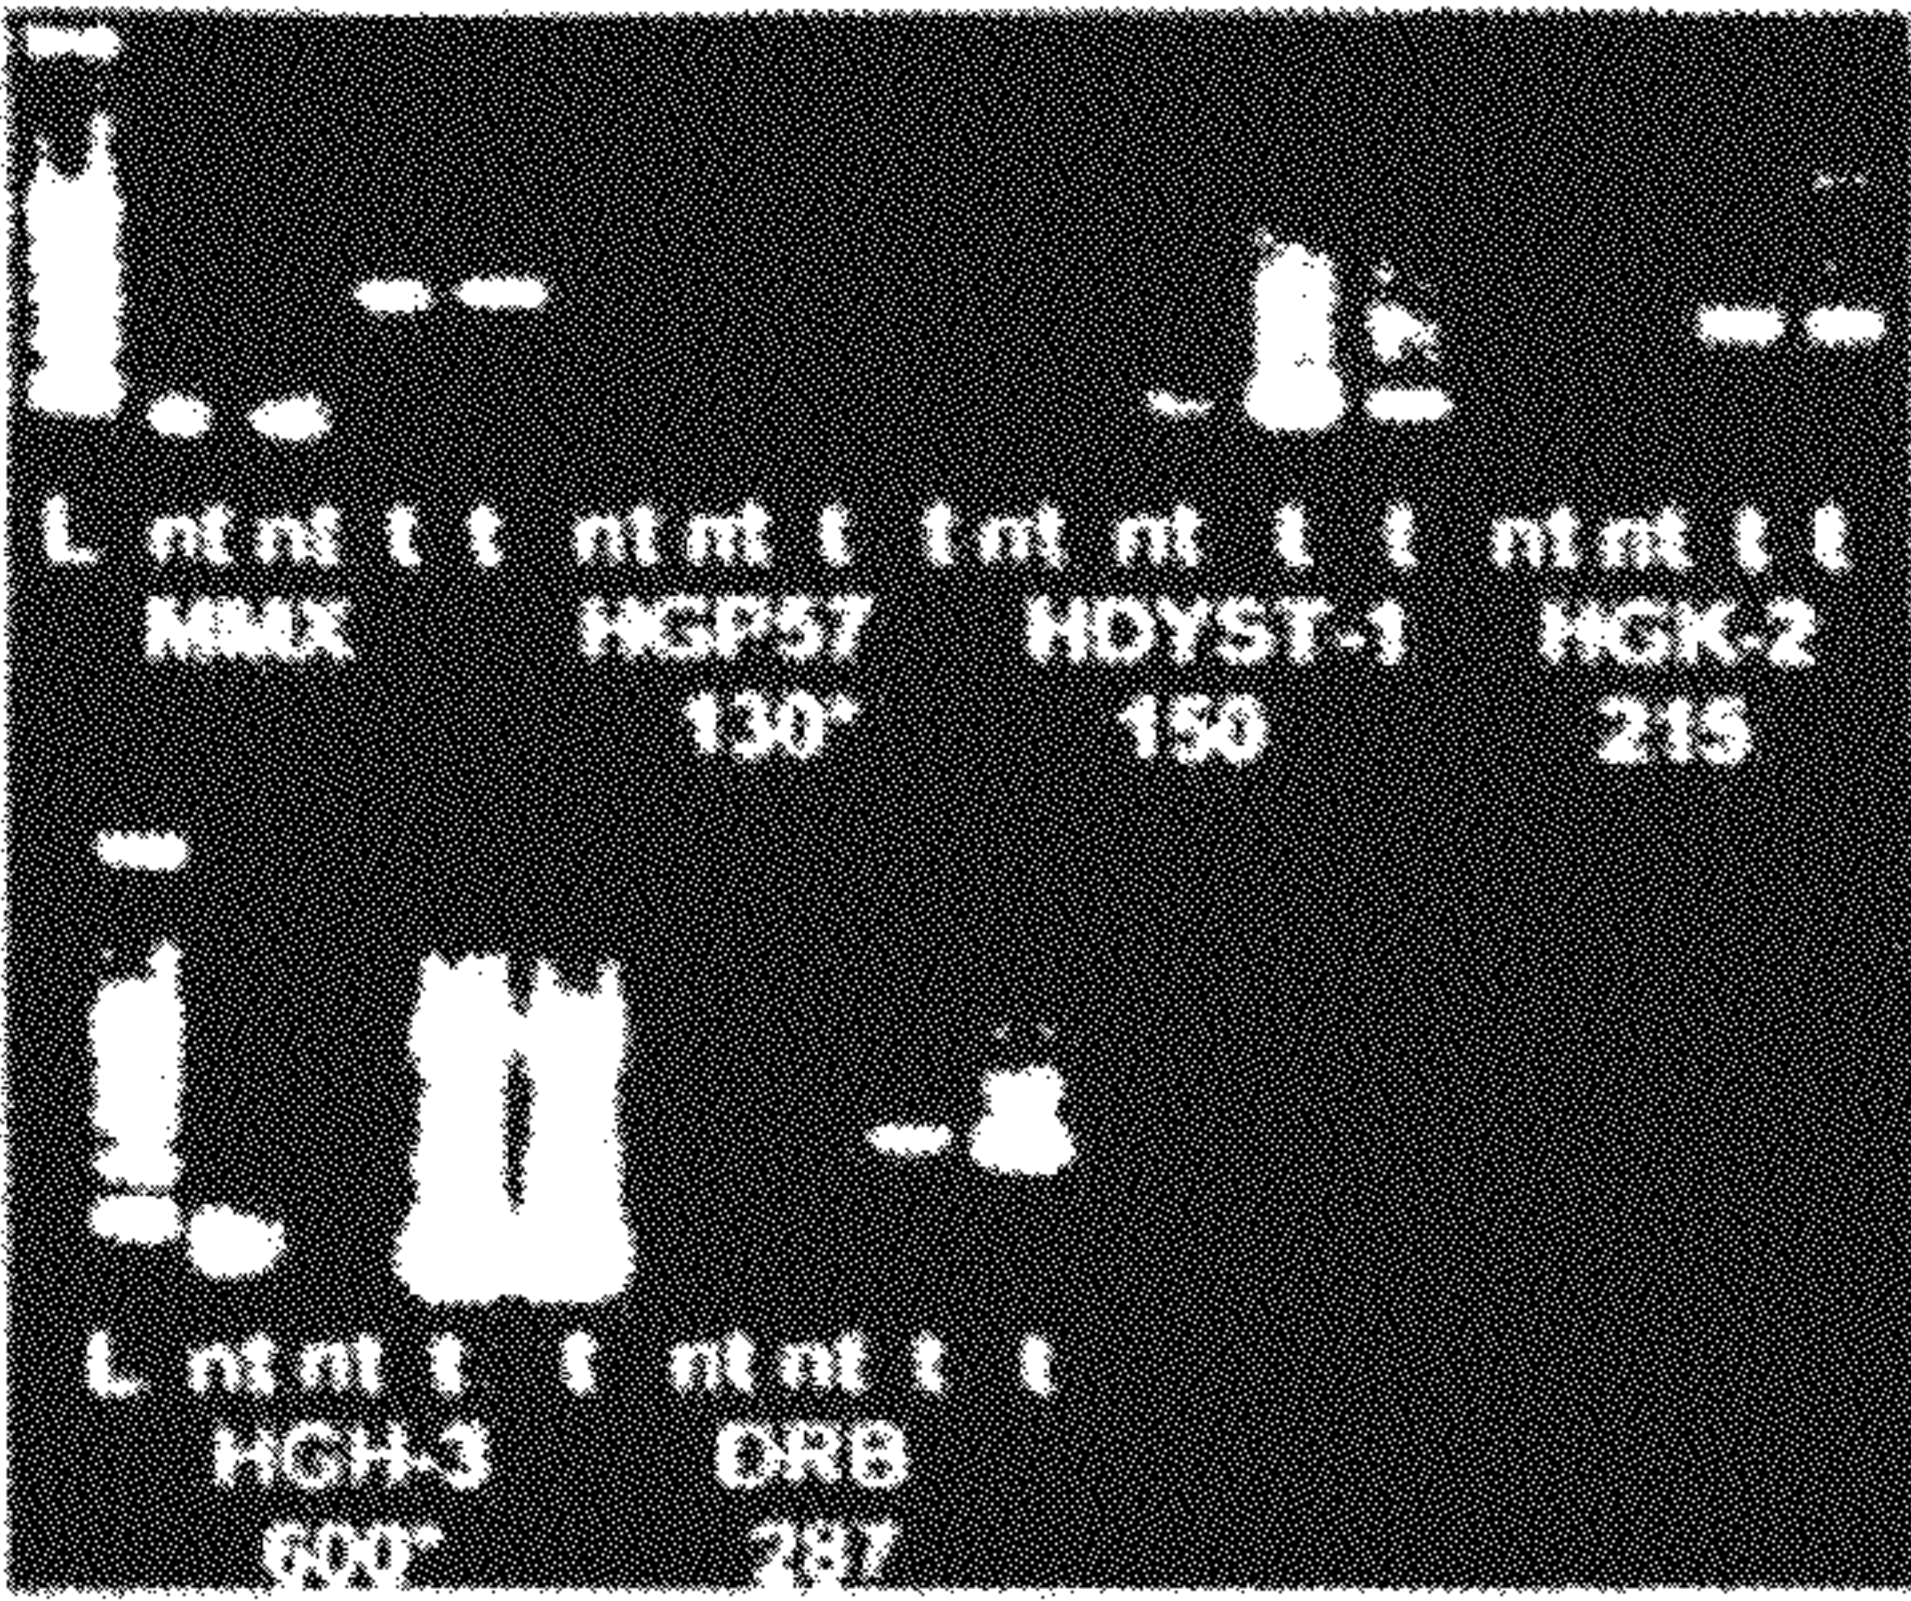 L nt nt t t nt nt t t nt nt t t nt nt t t
MMX HGP57 HDYST-1 HGK-2
130* 150 215
L nt nt t t nt nt t t
HGH-3 DRB
600* 287